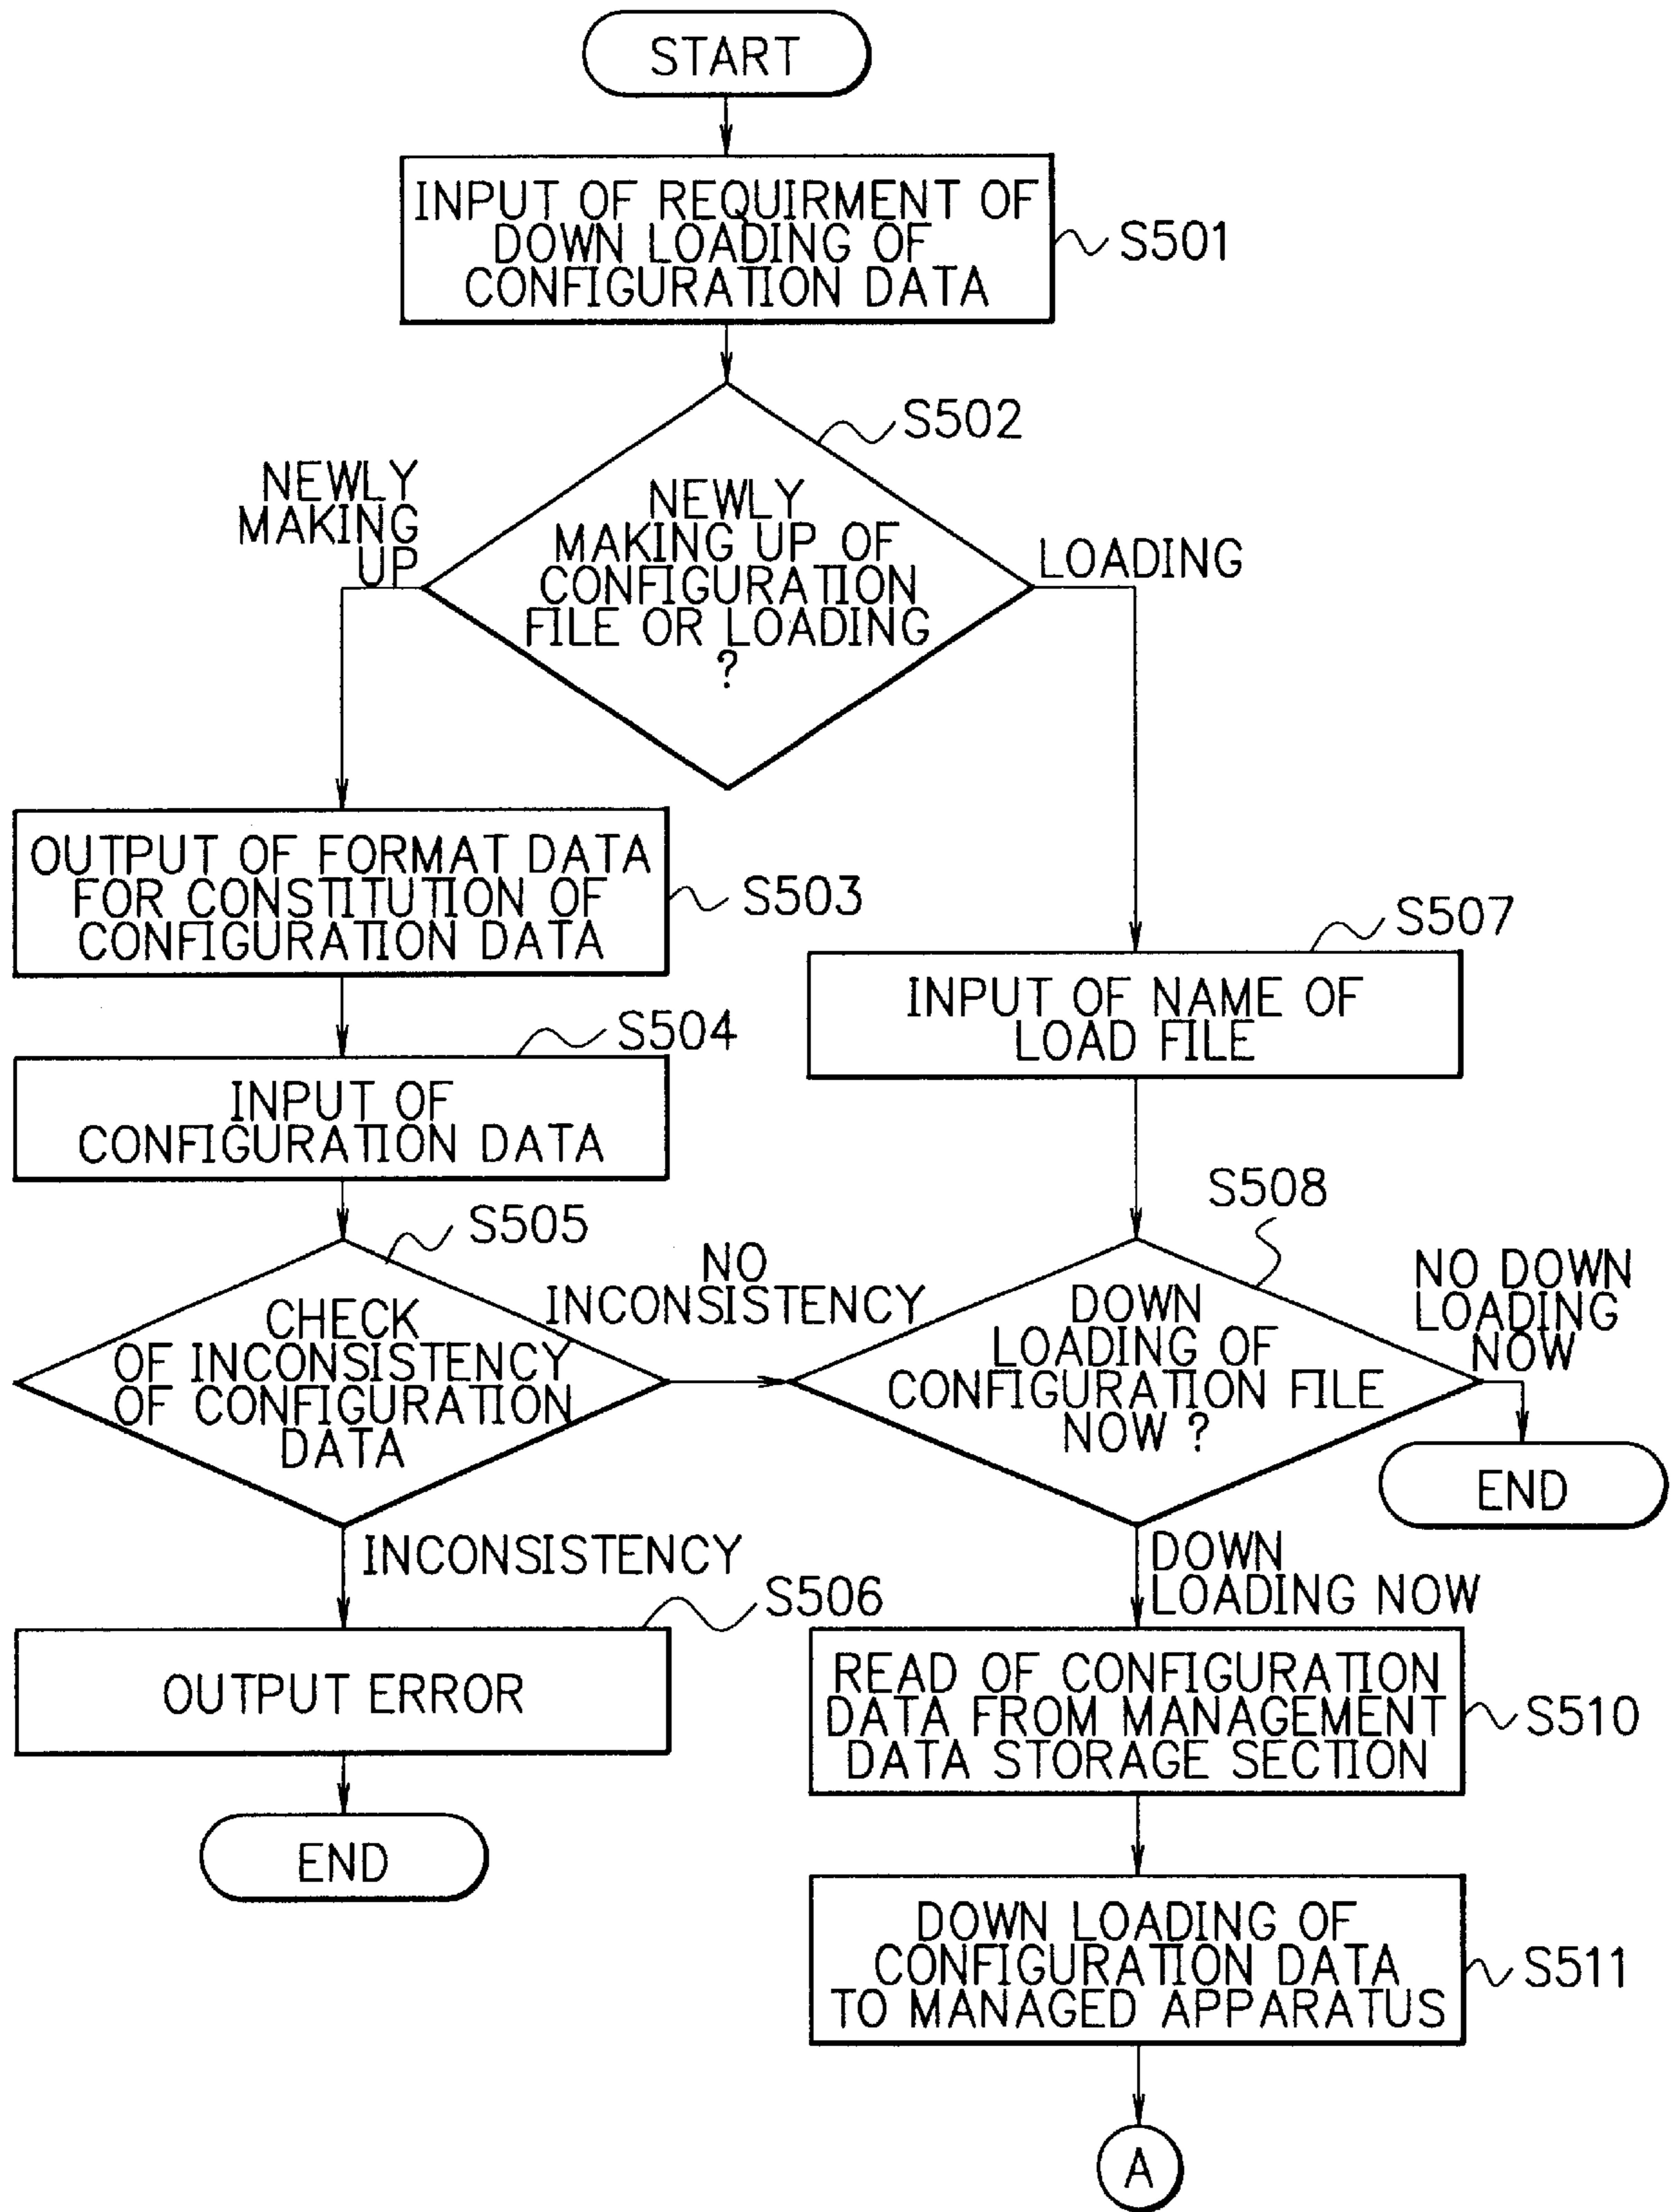 START
INPUT OF REQUIRMENT OF
DOWN LOADING OF
CONFIGURATION DATA
S501
S502
NEWLY
MAKING
UP
NEWLY
MAKING UP OF
CONFIGURATION
FILE OR LOADING
?
LOADING
OUTPUT OF FORMAT DATA
FOR CONSTITUTION OF
CONFIGURATION DATA
S503
S507
INPUT OF NAME OF
LOAD FILE
S504
INPUT OF
CONFIGURATION DATA
S505
CHECK
OF INCONSISTENCY
OF CONFIGURATION
DATA
NO
INCONSISTENCY
S508
DOWN
LOADING OF
CONFIGURATION FILE
NOW ?
NO DOWN
LOADING
NOW
END
INCONSISTENCY
S506
OUTPUT ERROR
END
DOWN
LOADING NOW
READ OF CONFIGURATION
DATA FROM MANAGEMENT
DATA STORAGE SECTION
S510
DOWN LOADING OF
CONFIGURATION DATA
TO MANAGED APPARATUS
S511
A